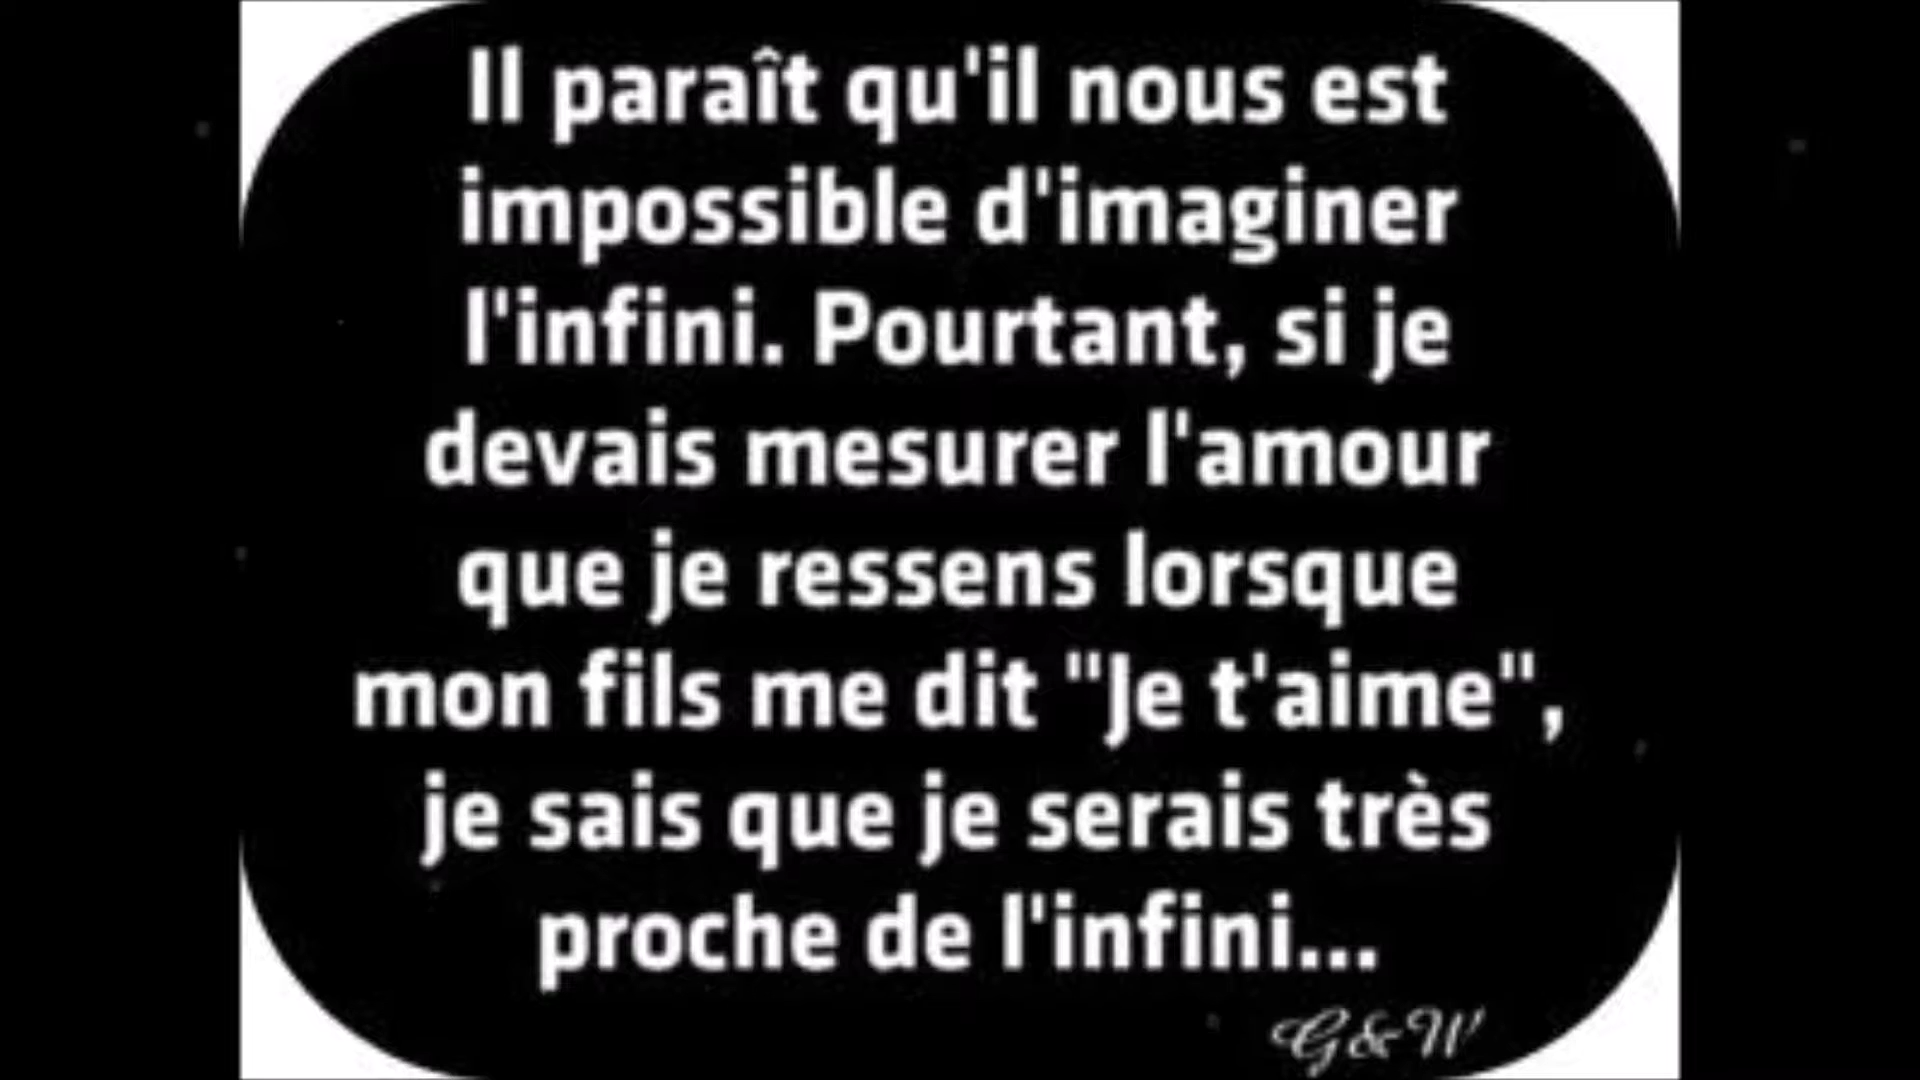 Il paraît qu'il nous est
impossible d'imaginer
l'infini. Pourtant, si je
devais mesurer l'amour
que je ressens lorsque
mon fils me dit "Je t'aime",
je sais que je serais très
proche de l'infini...
G&W